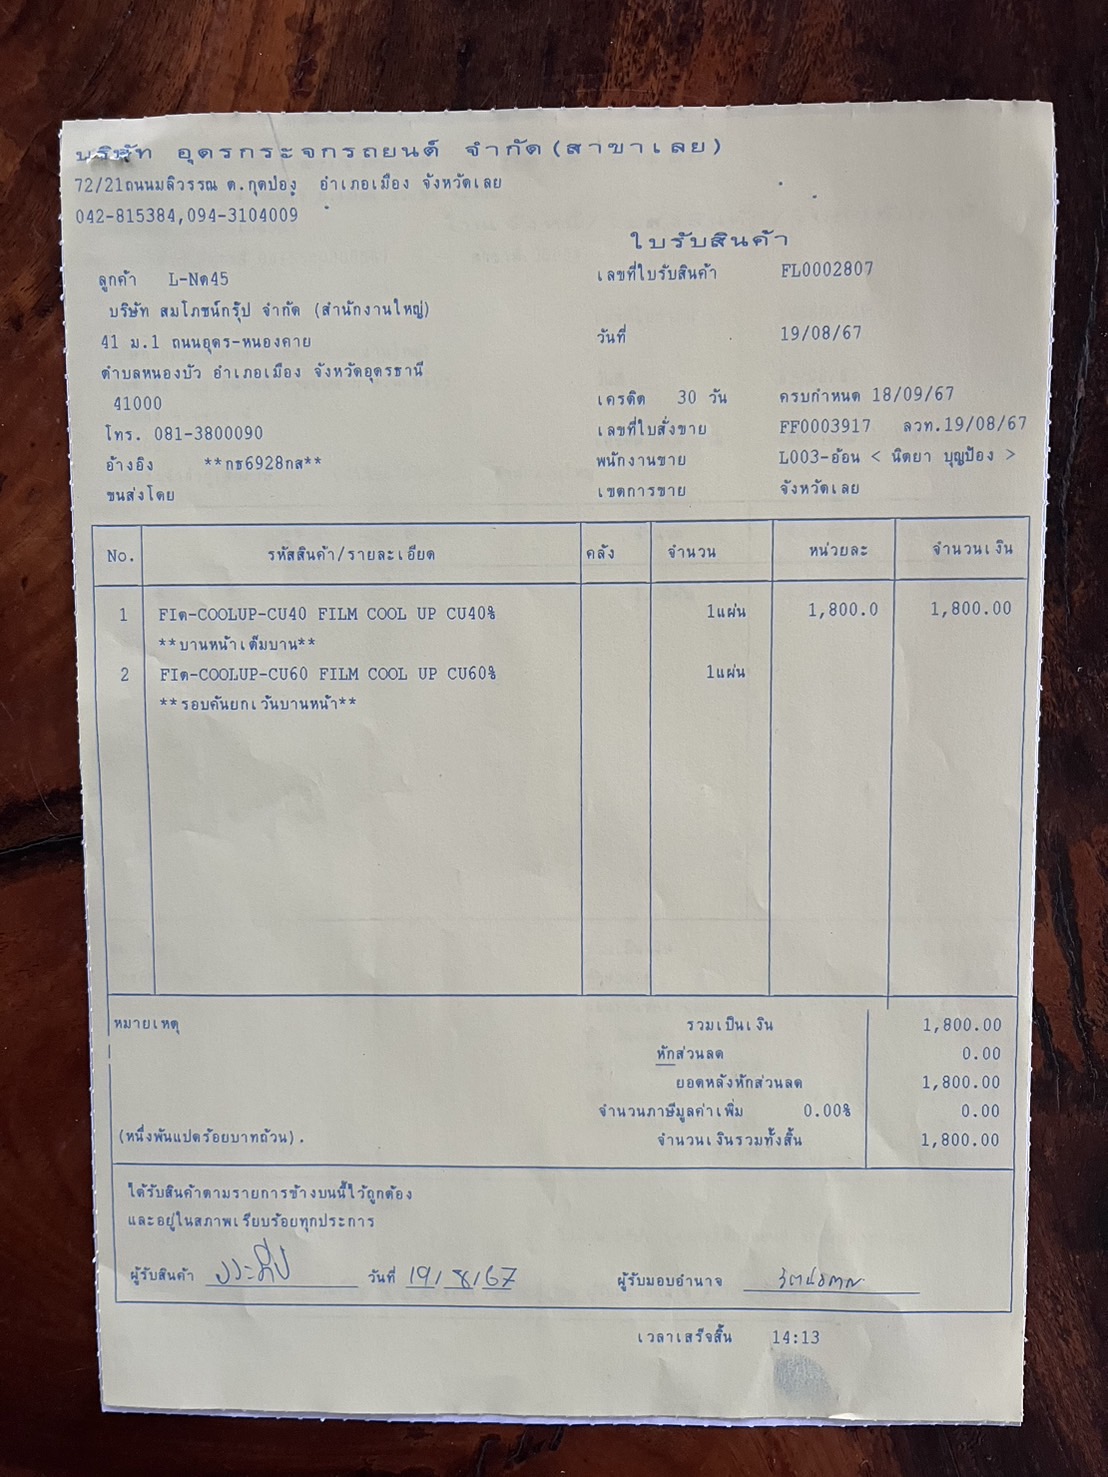 บริษัท อุดรกระจกรถยนต์ จำกัด(สาขาเลย)
72/21ถนนมลิวรรณ ต.กุดป่อง อำเภอเมือง จังหวัดเลย
042-815384,094-3104009
ใบรับสินค้า
ลูกค้า L-Nต45
เลขที่ใบรับสินค้า FL0002807
บริษัท สมโภชน์กรุ๊ป จำกัด (สำนักงานใหญ่)
41 ม.1 ถนนอุดร-หนองคาย
วันที่ 19/08/67
ตำบลหนองบัว อำเภอเมือง จังหวัดอุดรธานี
41000
เครดิต 30 วัน ครบกำหนด 18/09/67
โทร. 081-3800090
เลขที่ใบสั่งขาย FF0003917 ลวท.19/08/67
อ้างอิง **กธ6928กส**
พนักงานขาย L003-อ้อน < นิตยา บุญป้อง >
ขนส่งโดย
เขตการขาย จังหวัดเลย
No. รหัสสินค้า/รายละเอียด คลัง จำนวน หน่วยละ จำนวนเงิน
1 FIด-COOLUP-CU40 FILM COOL UP CU40% 1แผ่น 1,800.0 1,800.00
**บานหน้าเต็มบาน**
2 FIด-COOLUP-CU60 FILM COOL UP CU60% 1แผ่น
**รอบคันยกเว้นบานหน้า**
หมายเหตุ รวมเป็นเงิน 1,800.00
หักส่วนลด 0.00
ยอดหลังหักส่วนลด 1,800.00
จำนวนภาษีมูลค่าเพิ่ม 0.00% 0.00
(หนึ่งพันแปดร้อยบาทถ้วน). จำนวนเงินรวมทั้งสิ้น 1,800.00
ได้รับสินค้าตามรายการข้างบนนี้ไว้ถูกต้อง
และอยู่ในสภาพเรียบร้อยทุกประการ
ผู้รับสินค้า ประทีป วันที่ 19/8/67 ผู้รับมอบอำนาจ
เวลาเสร็จสิ้น 14:13